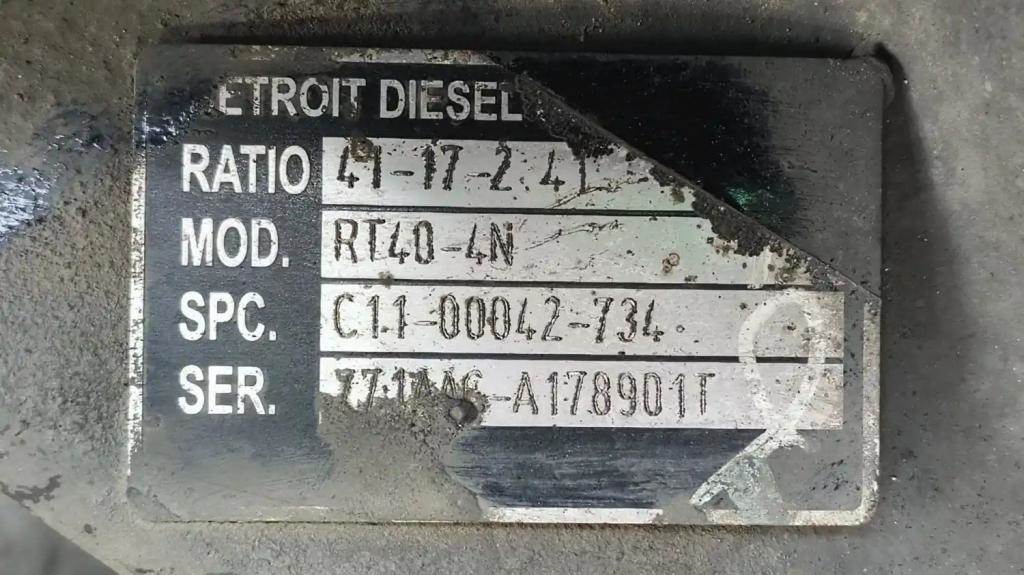 ETROIT DIESEL
RATIO 41-17-2.41
MOD. RT40-4N
SPC. C11-00042-734
SER. -A178901T